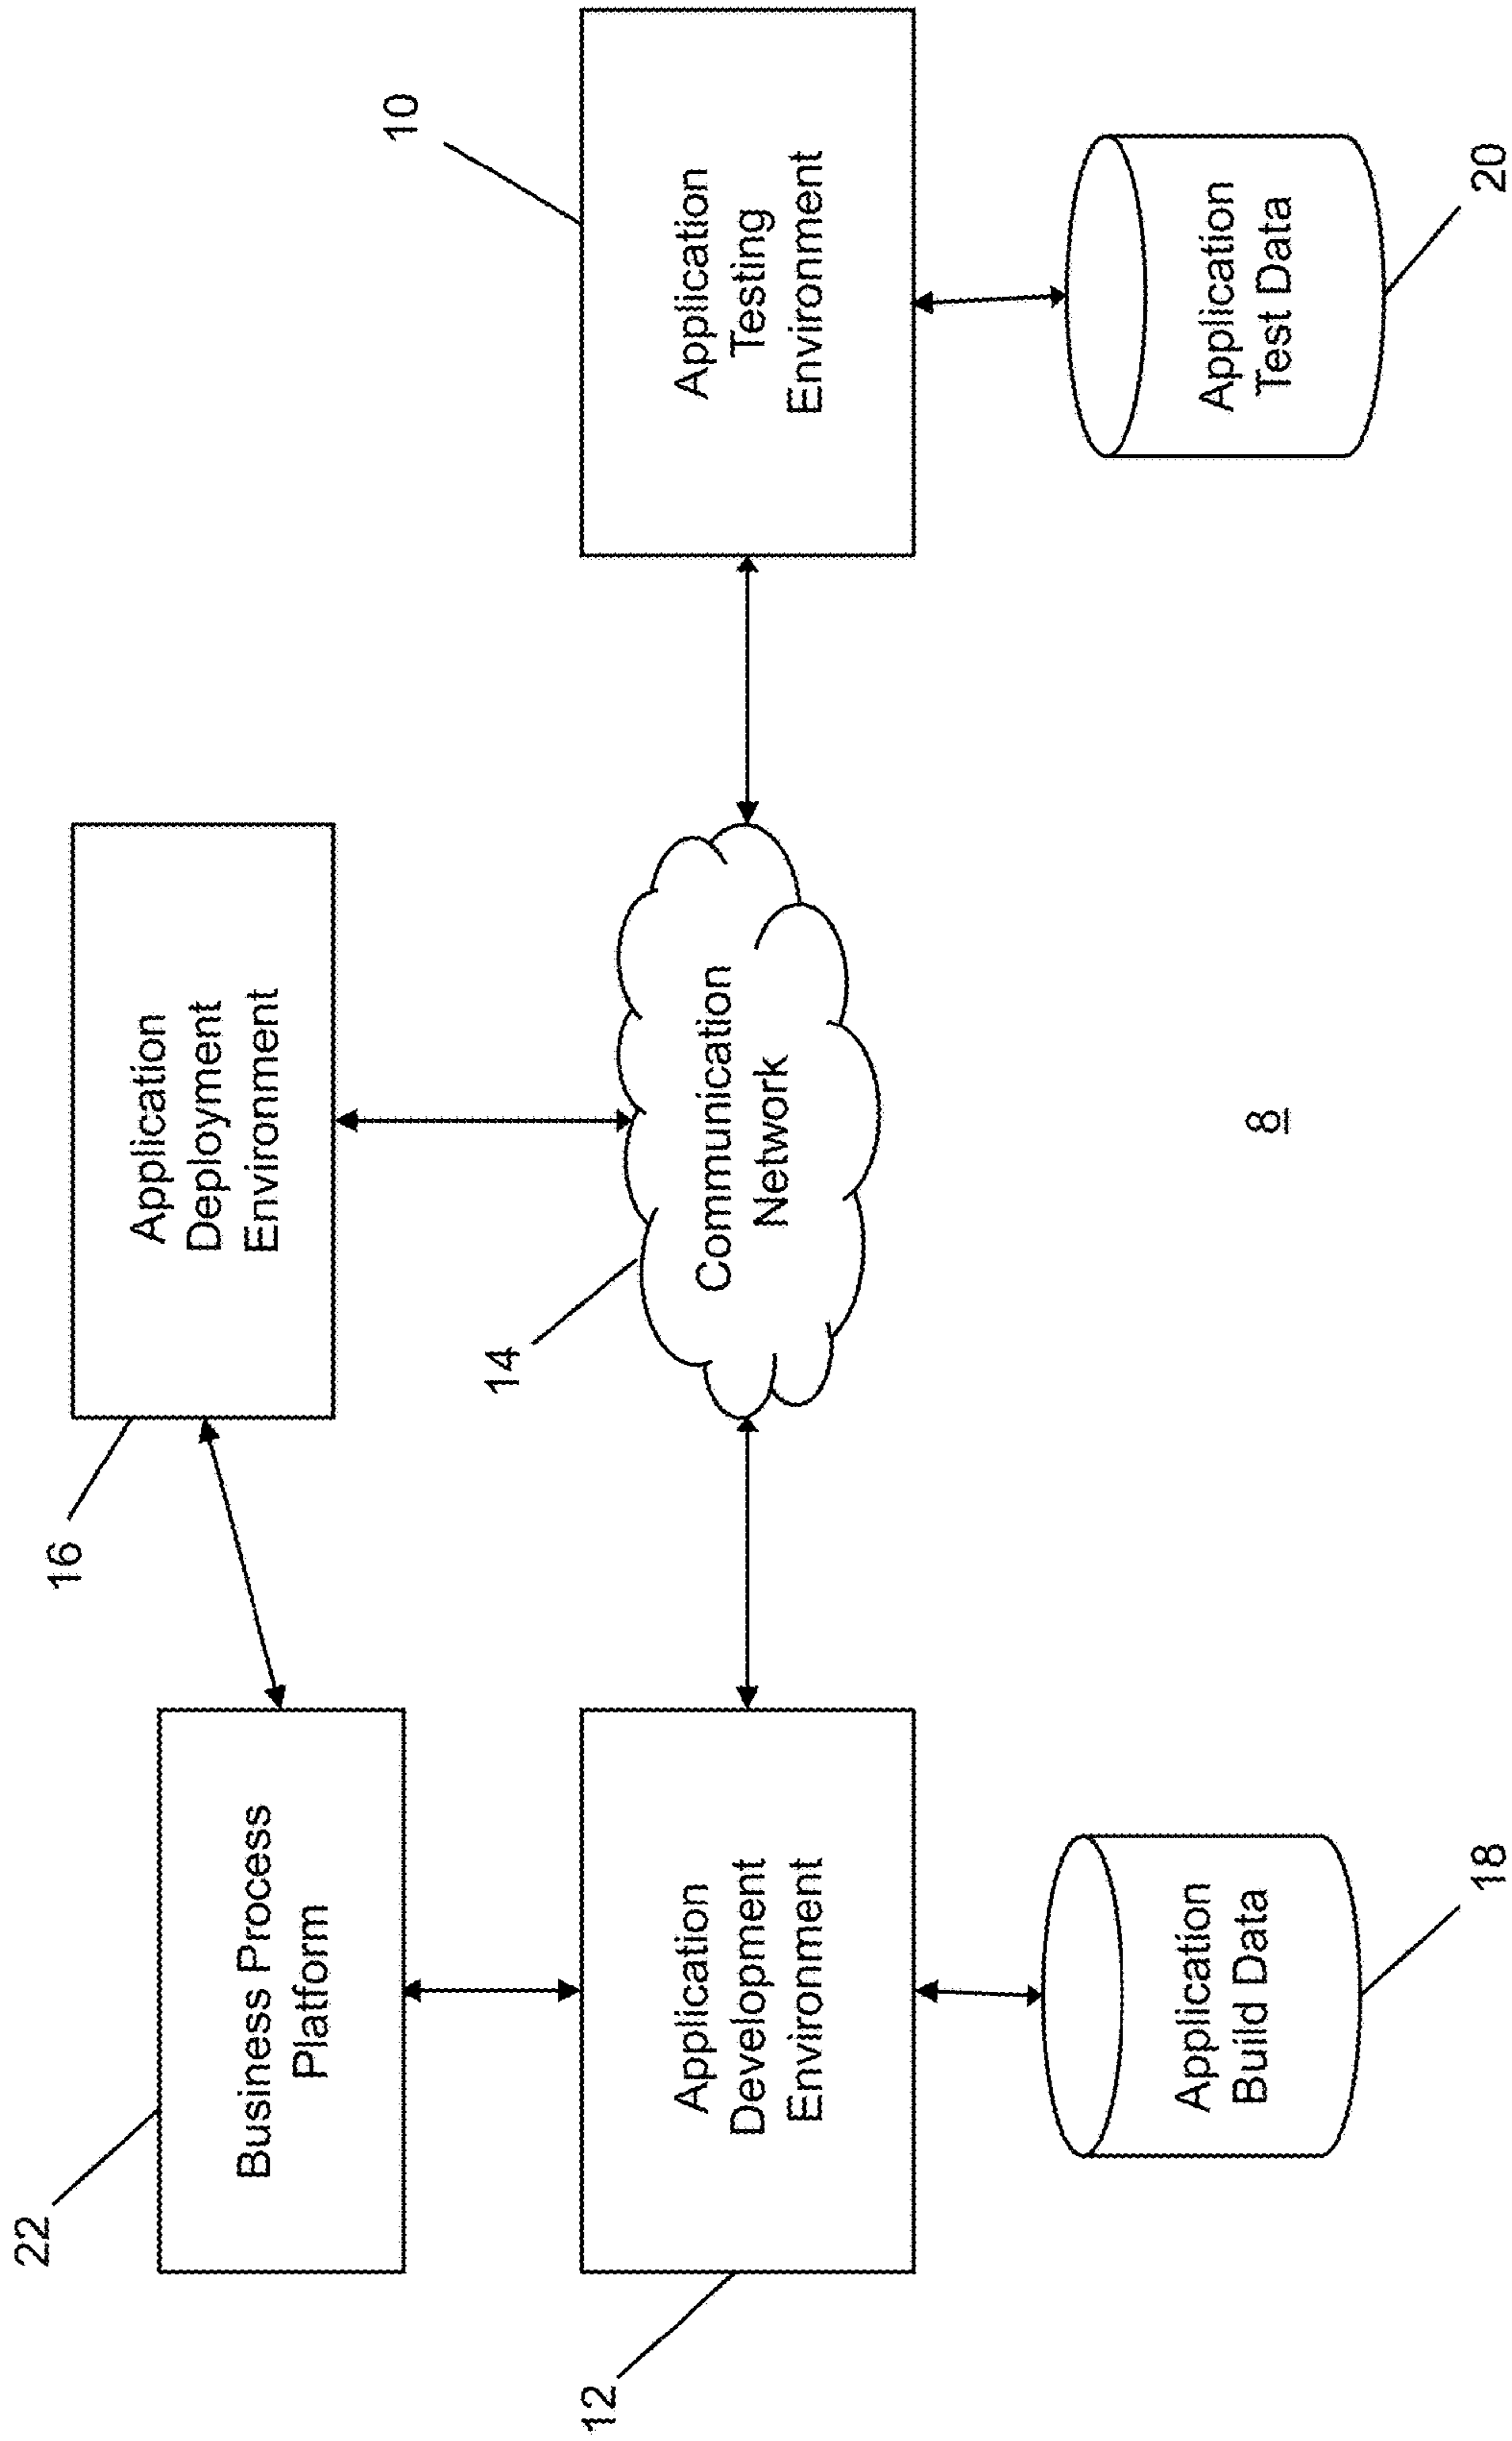 22
Business Process
Platform
16
Application
Deployment
Environment
12
Application
Development
Environment
14
Communication
Network
10
Application
Testing
Environment
Application
Build Data
18
8
Application
Test Data
20